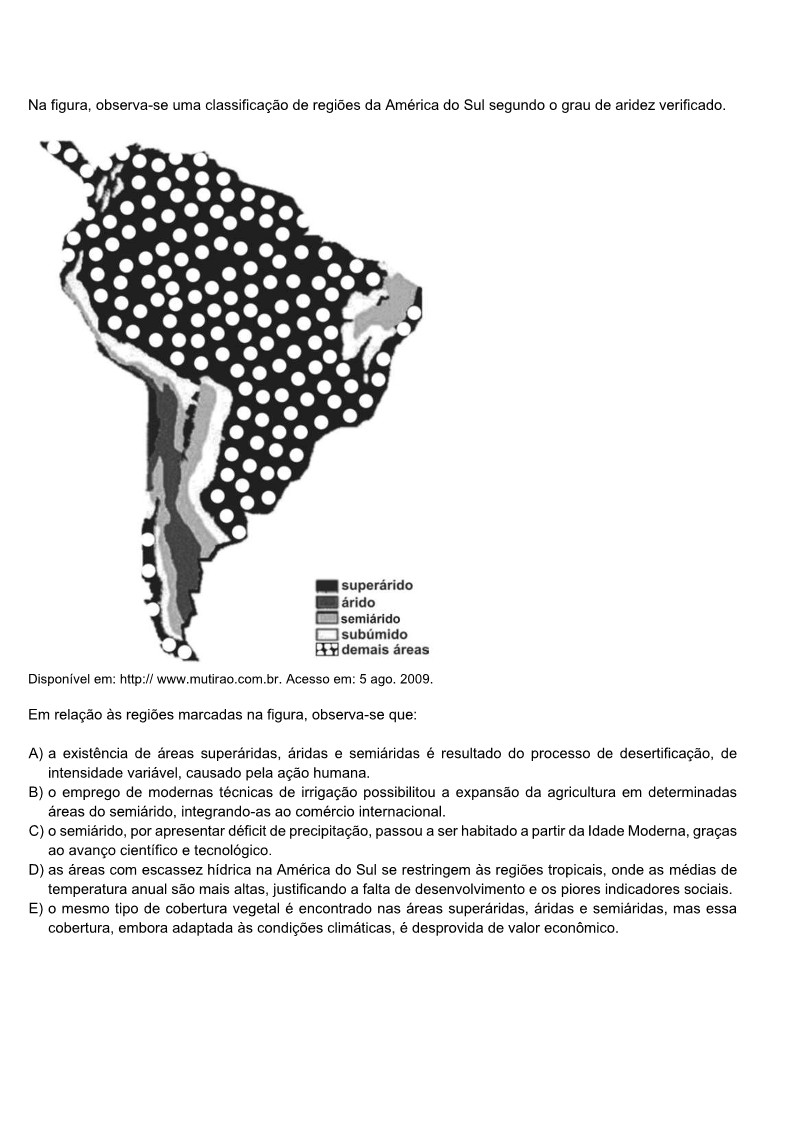 Na figura, observa-se uma classificação de regiões da América do Sul segundo o grau de aridez verificado.
superárido
árido
semiárido
subúmido
demais áreas
Disponível em: http:// www.mutirao.com.br. Acesso em: 5 ago. 2009.
Em relação às regiões marcadas na figura, observa-se que:
A) a existência de áreas superáridas, áridas e semiáridas é resultado do processo de desertificação, de
intensidade variável, causado pela ação humana.
B) o emprego de modernas técnicas de irrigação possibilitou a expansão da agricultura em determinadas
áreas do semiárido, integrando-as ao comércio internacional.
C) o semiárido, por apresentar déficit de precipitação, passou a ser habitado a partir da Idade Moderna, graças
ao avanço científico e tecnológico.
D) as áreas com escassez hídrica na América do Sul se restringem às regiões tropicais, onde as médias de
temperatura anual são mais altas, justificando a falta de desenvolvimento e os piores indicadores sociais.
E) o mesmo tipo de cobertura vegetal é encontrado nas áreas superáridas, áridas e semiáridas, mas essa
cobertura, embora adaptada às condições climáticas, é desprovida de valor econômico.